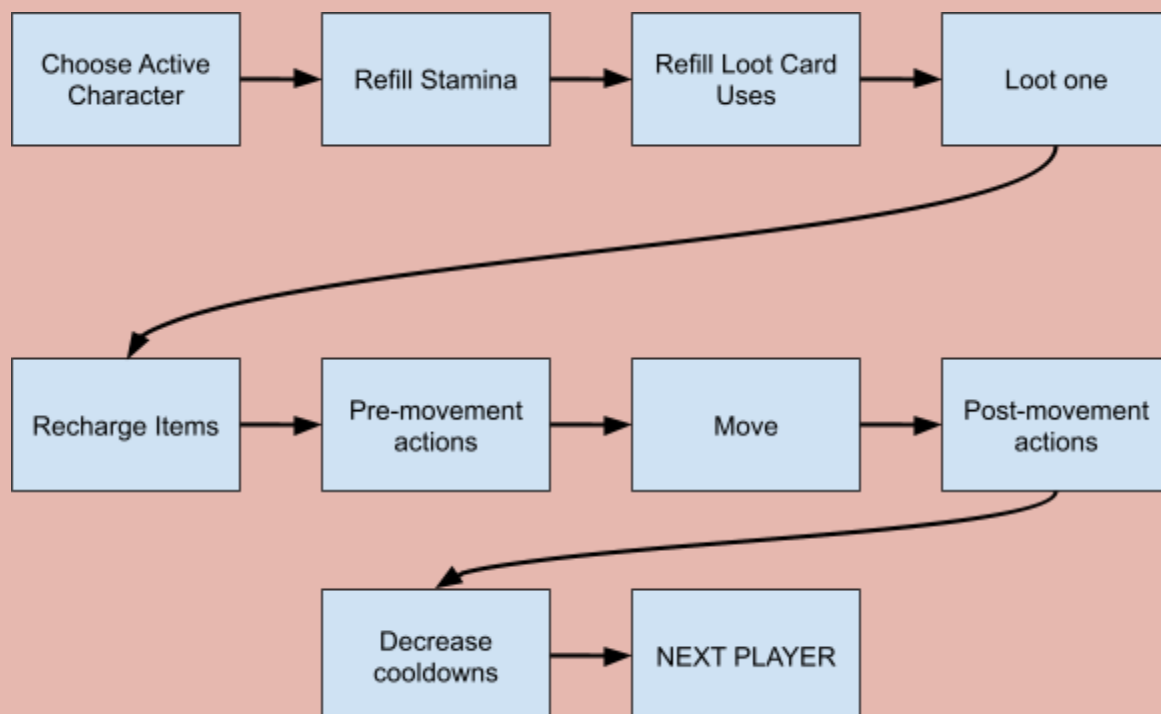 Choose Active
Character
Refill Stamina
Refill Loot Card
Uses
Loot one
Recharge Items
Pre-movement
actions
Move
Post-movement
actions
Decrease
cooldowns
NEXT PLAYER